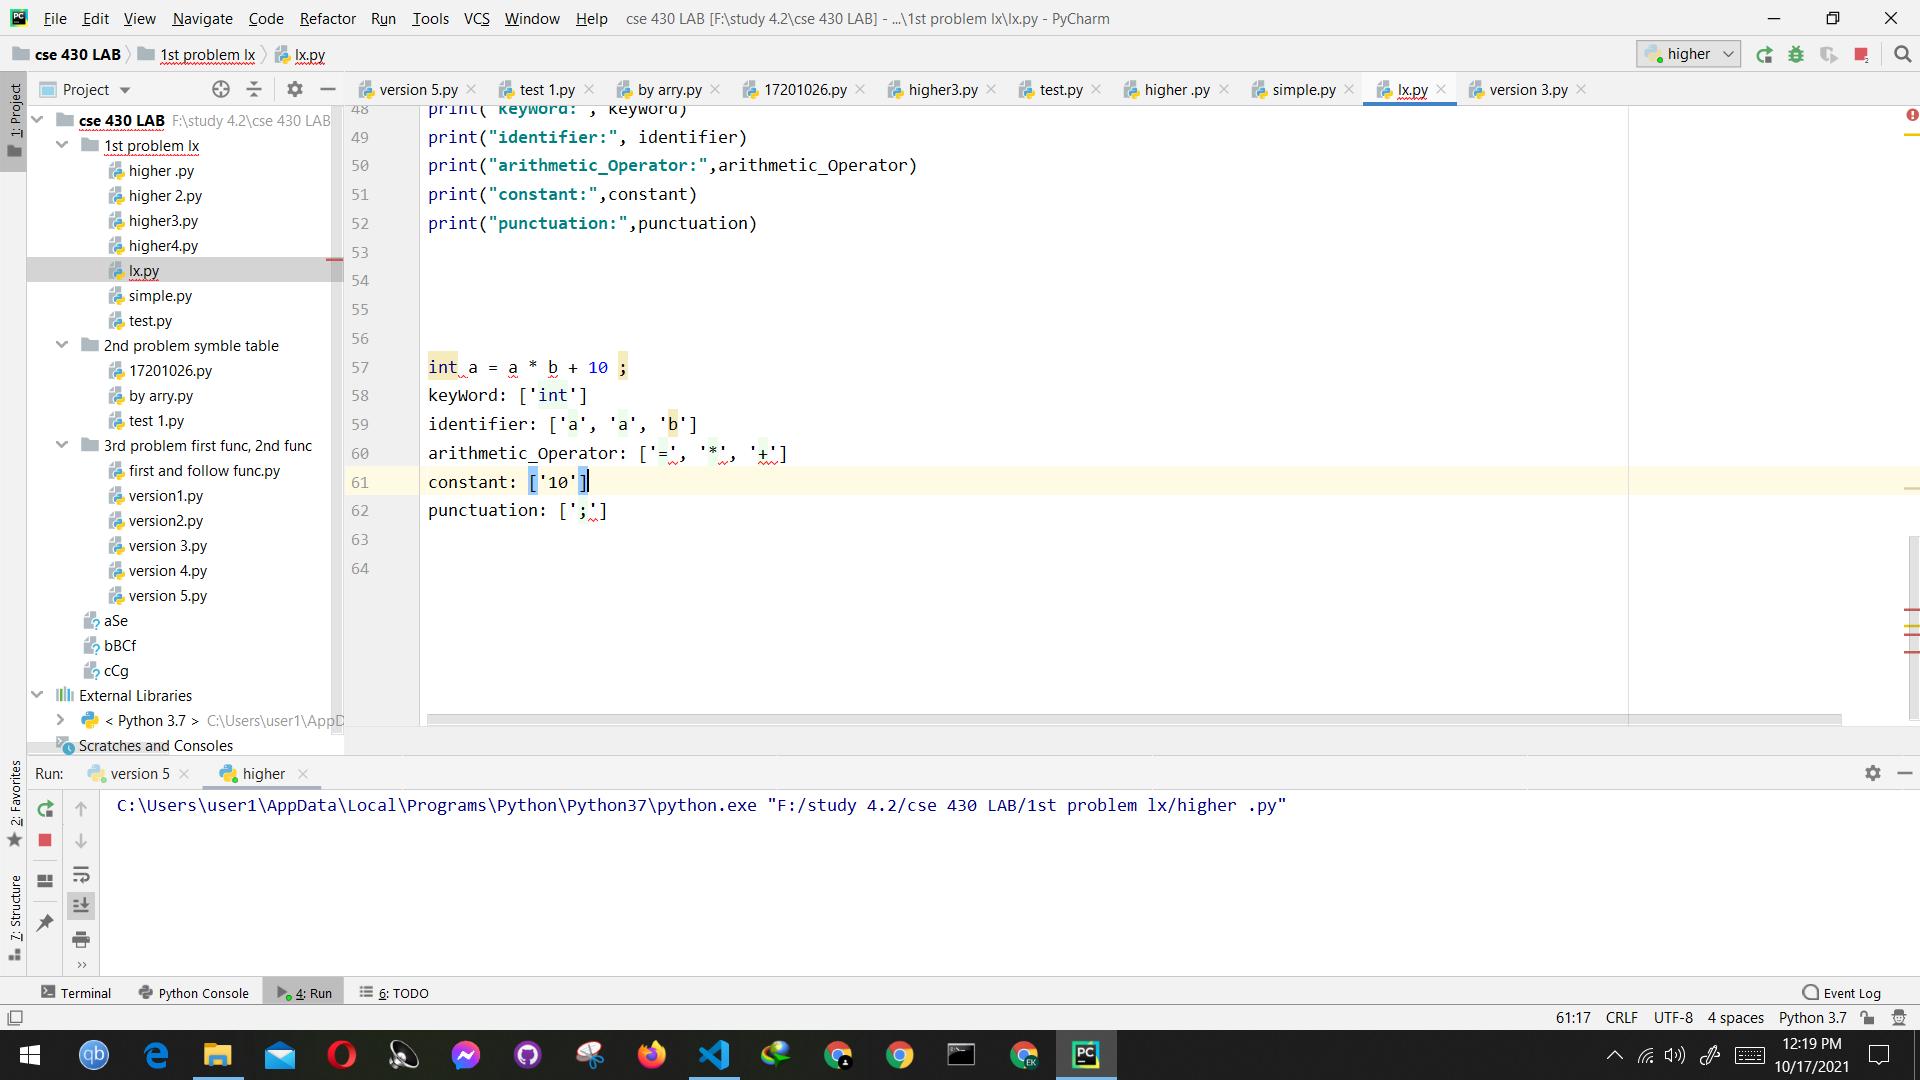 File Edit View Navigate Code Refactor Run Tools VCS Window Help cse 430 LAB [F:\study 4.2\cse 430 LAB] - ...\1st problem lx\lx.py - PyCharm
cse 430 LAB 1st problem lx lx.py higher
1: Project
Project
version 5.py test 1.py by arry.py 17201026.py higher3.py test.py higher .py simple.py lx.py version 3.py
cse 430 LAB F:\study 4.2\cse 430 LAB
1st problem lx
higher .py
higher 2.py
higher3.py
higher4.py
lx.py
simple.py
test.py
2nd problem symble table
17201026.py
by arry.py
test 1.py
3rd problem first func, 2nd func
first and follow func.py
version1.py
version2.py
version 3.py
version 4.py
version 5.py
aSe
bBCf
cCg
External Libraries
< Python 3.7 > C:\Users\user1\AppD
Scratches and Consoles
48 print("keyWord:", keyWord)
49 print("identifier:", identifier)
50 print("arithmetic_Operator:",arithmetic_Operator)
51 print("constant:",constant)
52 print("punctuation:",punctuation)
53
54
55
56
57 int a = a * b + 10 ;
58 keyWord: ['int']
59 identifier: ['a', 'a', 'b']
60 arithmetic_Operator: ['=', '*', '+']
61 constant: ['10']
62 punctuation: [';']
63
64
2: Favorites
7: Structure
Run: version 5 higher
C:\Users\user1\AppData\Local\Programs\Python\Python37\python.exe "F:/study 4.2/cse 430 LAB/1st problem lx/higher .py"
Terminal Python Console 4: Run 6: TODO Event Log
61:17 CRLF UTF-8 4 spaces Python 3.7
12:19 PM
10/17/2021